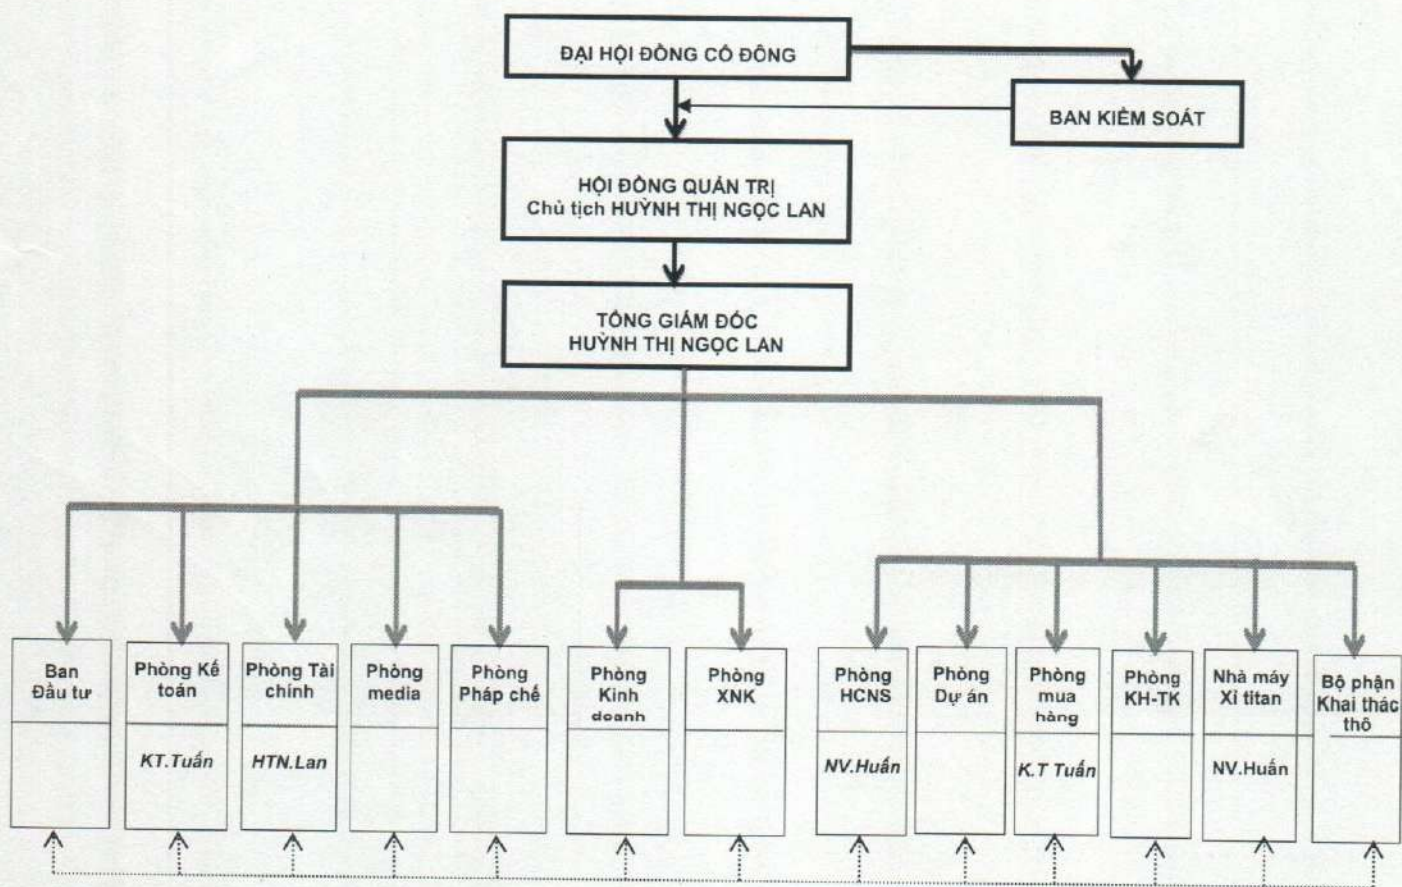 ĐẠI HỘI ĐỒNG CỔ ĐÔNG
BAN KIỂM SOÁT
HỘI ĐỒNG QUẢN TRỊ
Chủ tịch HUỲNH THỊ NGỌC LAN
TỔNG GIÁM ĐỐC
HUỲNH THỊ NGỌC LAN
Ban
Đầu tư
Phòng Kế
toán
KT.Tuấn
Phòng Tài
chính
HTN.Lan
Phòng
media
Phòng
Pháp chế
Phòng
Kinh
doanh
Phòng
XNK
Phòng
HCNS
NV.Huấn
Phòng
Dự án
Phòng
mua
hàng
K.T Tuấn
Phòng
KH-TK
Nhà máy
Xỉ titan
NV.Huấn
Bộ phận
Khai thác
thô